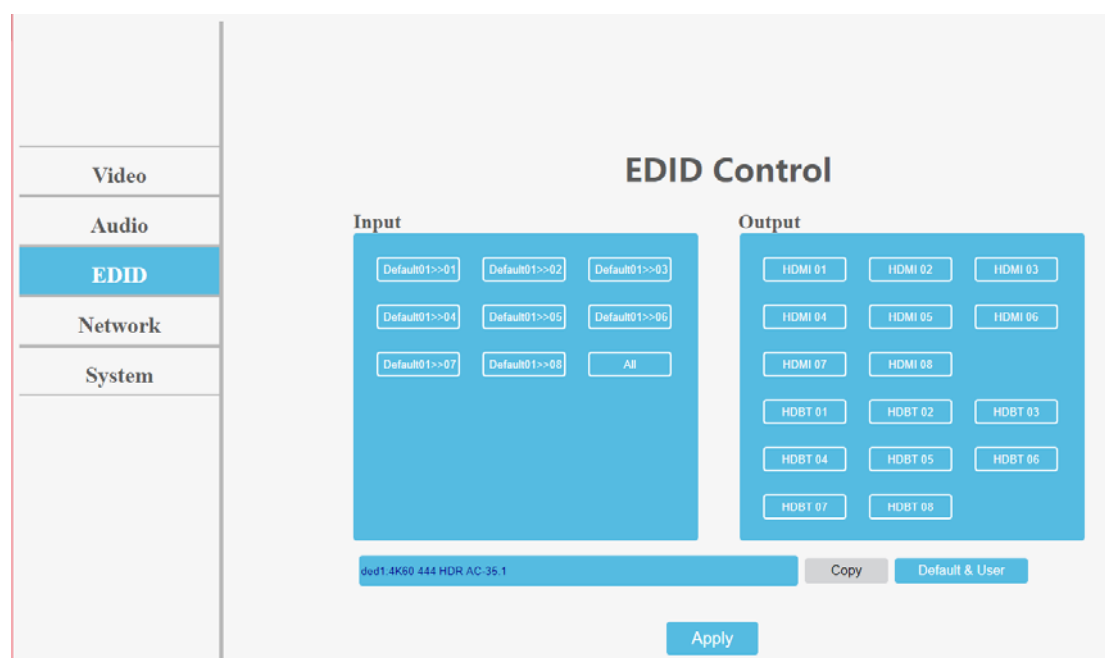 Video
Audio
EDID
Network
System
EDID Control
Input
Default01>>01 Default01>>02 Default01>>03
Default01>>04 Default01>>05 Default01>>06
Default01>>07 Default01>>08 All
Output
HDMI 01 HDMI 02 HDMI 03
HDMI 04 HDMI 05 HDMI 06
HDMI 07 HDMI 08
HDBT 01 HDBT 02 HDBT 03
HDBT 04 HDBT 05 HDBT 06
HDBT 07 HDBT 08
ded1.4K60 444 HDR AC-35.1 Copy Default & User
Apply